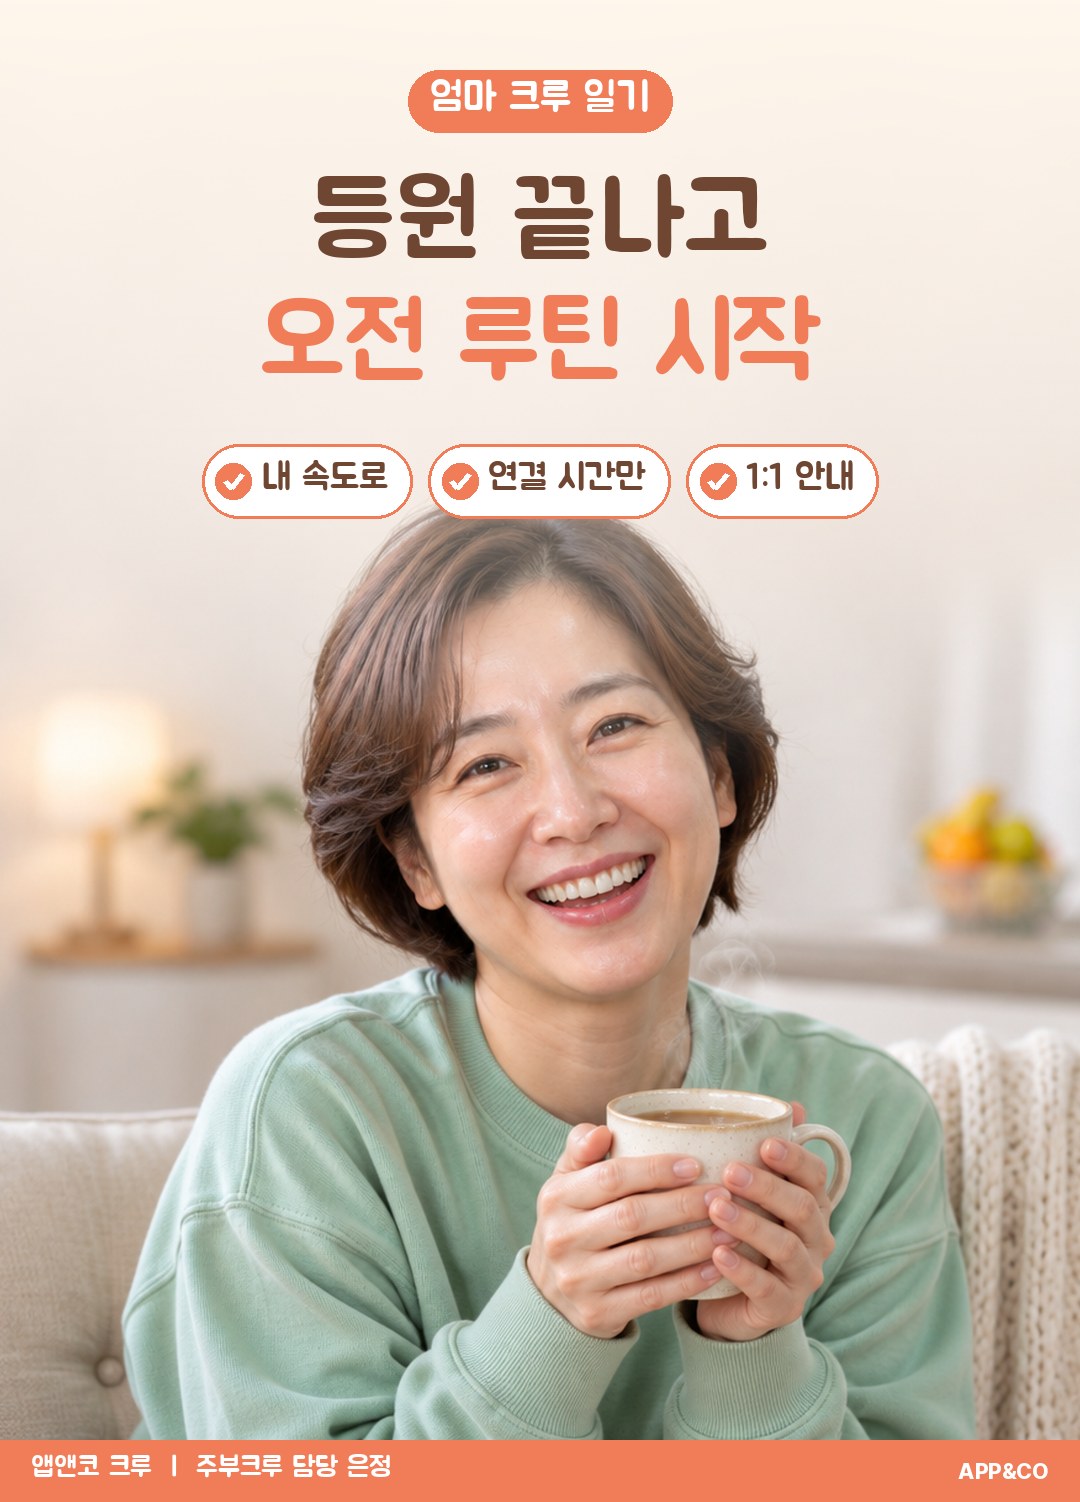 엄마 크루 일기
등원 끝나고
오전 루틴 시작
내 속도로
연결 시간만
1:1 안내
앱앤코 크루 | 주부크루 담당 은정
APP&CO